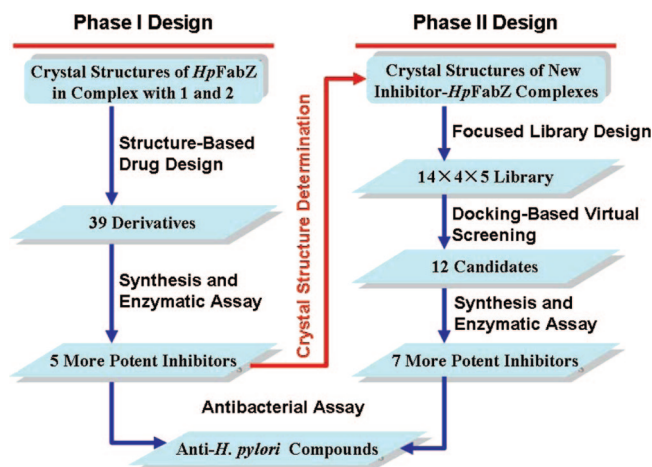 Phase I Design
Crystal Structures of HpFabZ
in Complex with 1 and 2
Structure-Based
Drug Design
39 Derivatives
Synthesis and
Enzymatic Assay
5 More Potent Inhibitors
Crystal Structure Determination
Phase II Design
Crystal Structures of New
Inhibitor-HpFabZ Complexes
Focused Library Design
14×4×5 Library
Docking-Based Virtual
Screening
12 Candidates
Synthesis and
Enzymatic Assay
7 More Potent Inhibitors
Antibacterial Assay
Anti-H. pylori Compounds